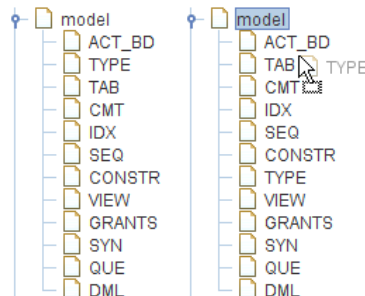 model
ACT_BD
TYPE
TAB
CMT
IDX
SEQ
CONSTR
VIEW
GRANTS
SYN
QUE
DML
model
ACT_BD
TAB TYPE
CMT
IDX
SEQ
CONSTR
TYPE
VIEW
GRANTS
SYN
QUE
DML